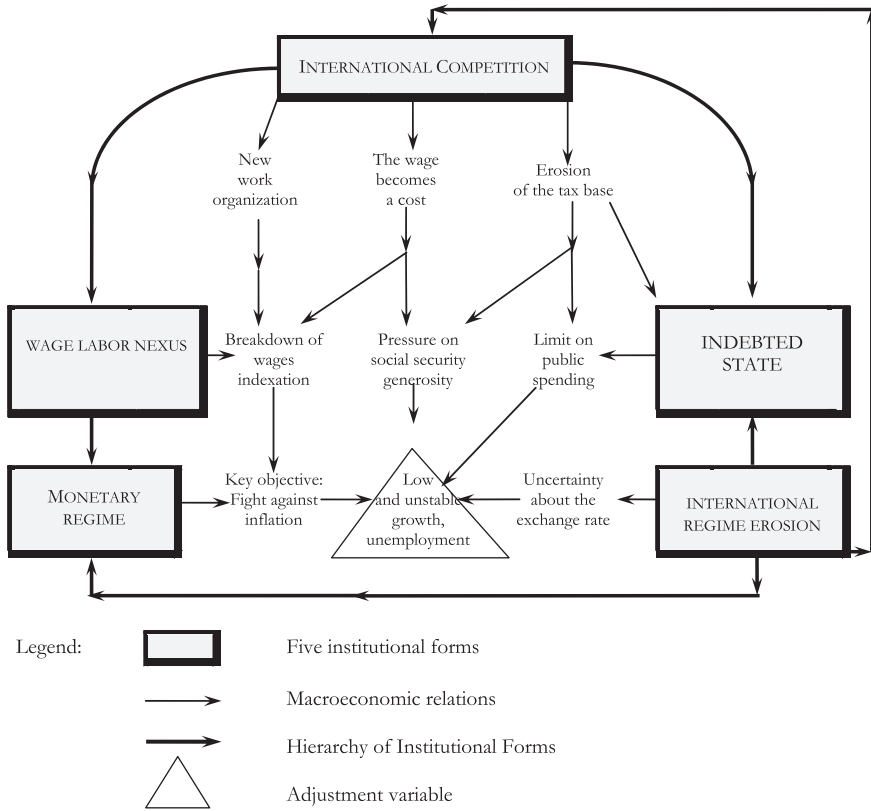 INTERNATIONAL COMPETITION
New
work
organization
The wage
becomes
a cost
Erosion
of the tax base
WAGE LABOR NEXUS
Breakdown of
wages
indexation
Pressure on
social security
generosity
Limit on
public
spending
INDEBTED
STATE
MONETARY
REGIME
Key objective:
Fight against
inflation
Low
and unstable
growth,
unemployment
Uncertainty
about the
exchange rate
INTERNATIONAL
REGIME EROSION
Legend:
Five institutional forms
Macroeconomic relations
Hierarchy of Institutional Forms
Adjustment variable